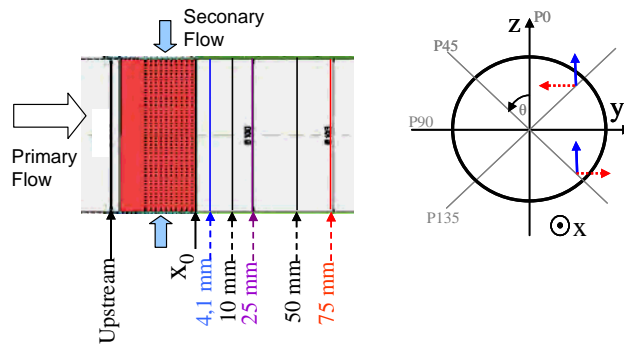 Seconary
Flow
Primary
Flow
Upstream
X0
4,1 mm
10 mm
25 mm
50 mm
75 mm
z
P0
P45
P90
P135
θ
y
x